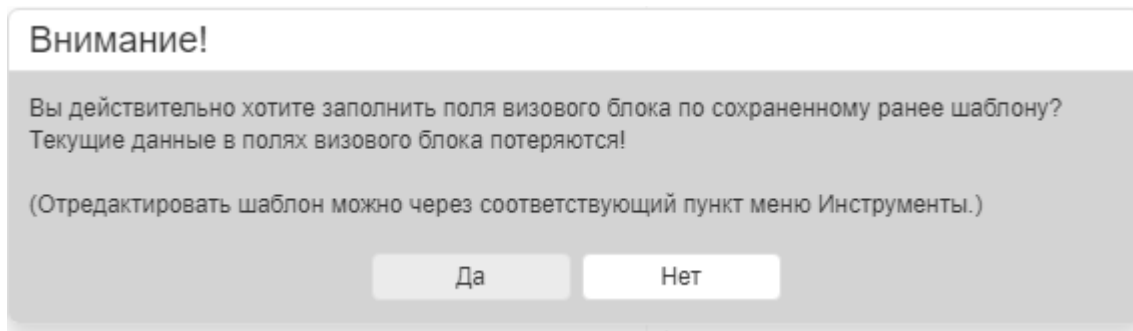 Внимание!
Вы действительно хотите заполнить поля визового блока по сохраненному ранее шаблону?
Текущие данные в полях визового блока потеряются!
(Отредактировать шаблон можно через соответствующий пункт меню Инструменты.)
Да
Нет